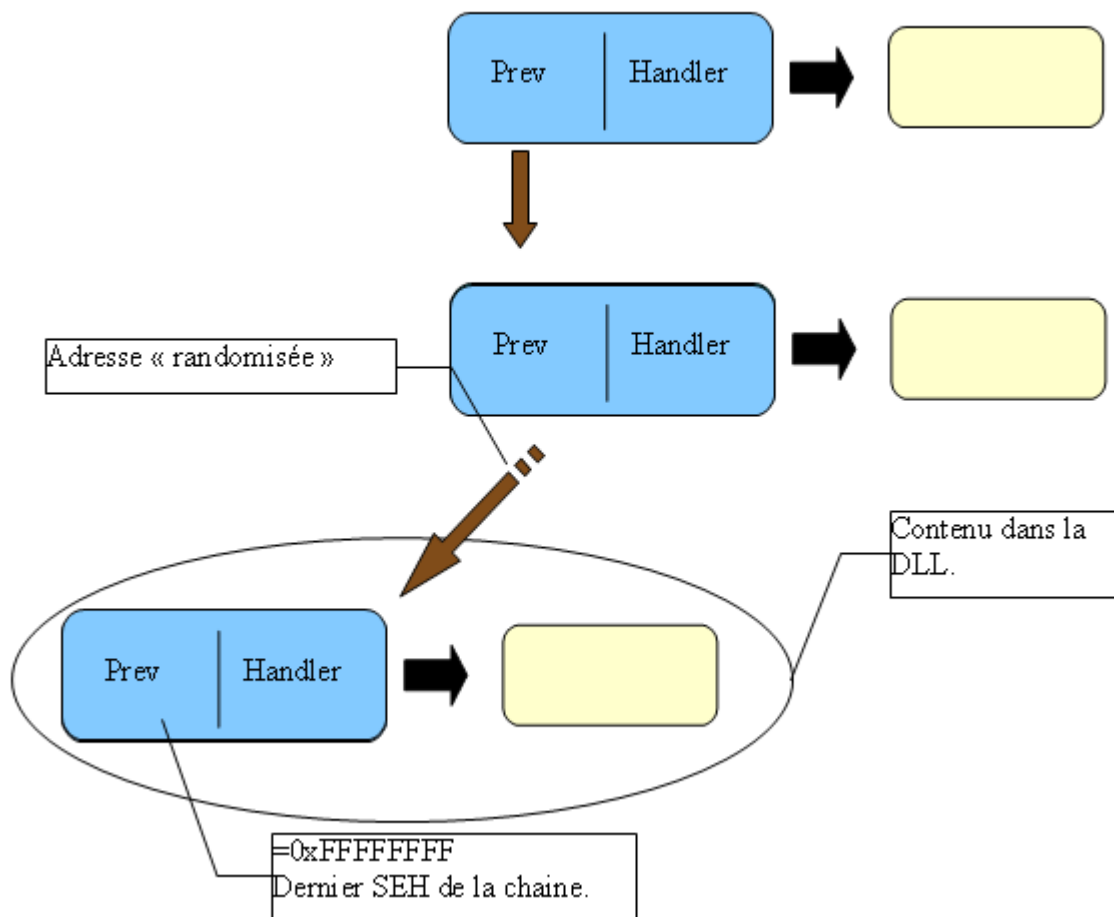 Prev Handler
Prev Handler
Adresse « randomisée »
Contenu dans la
DLL.
Prev Handler
=0xFFFFFFFF
Dernier SEH de la chaine.